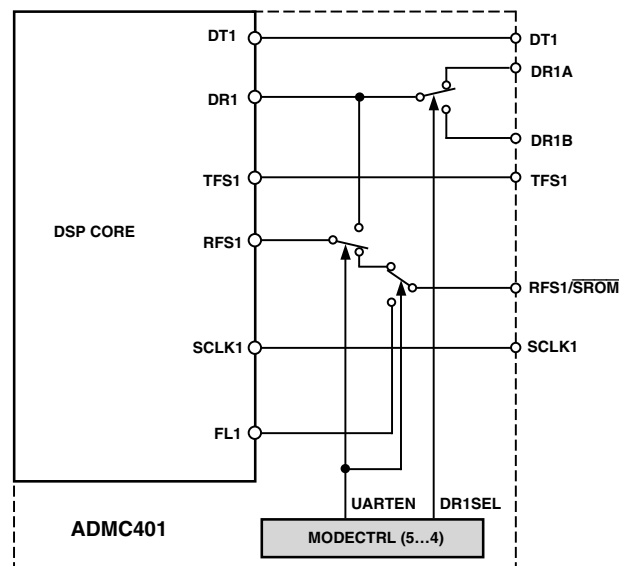 DT1 DT1
DR1A
DR1
DR1B
TFS1 TFS1
DSP CORE
RFS1
RFS1/S̅R̅O̅M̅
SCLK1 SCLK1
FL1
UARTEN DR1SEL
ADMC401
MODECTRL (5...4)